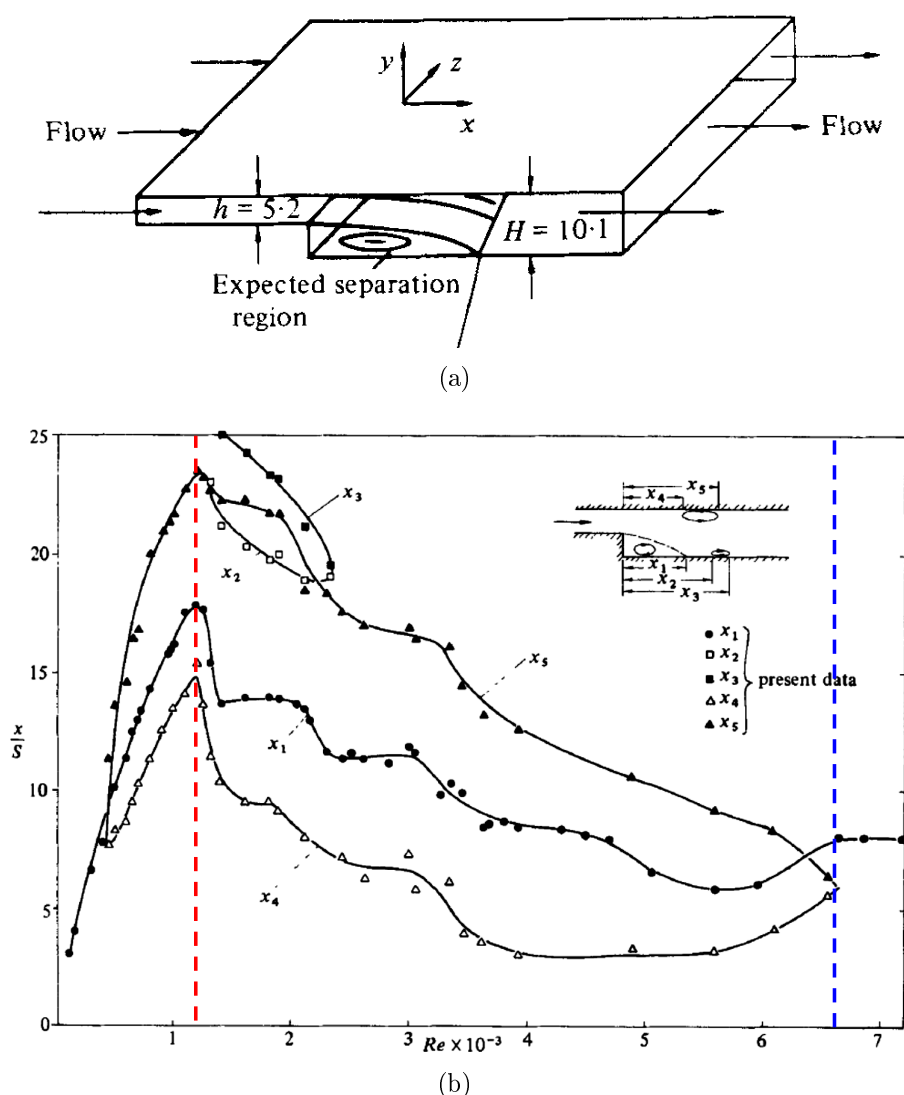 y
z
x
Flow
Flow
h = 5·2
H = 10·1
Expected separation
region
(a)
25
20
15
x/S
10
5
0
x3
x2
x5
x1
x4
x5
x4
x1
x2
x3
x1
x2
x3
x4
x5
present data
1
2
3
4
5
6
7
Re × 10⁻³
(b)